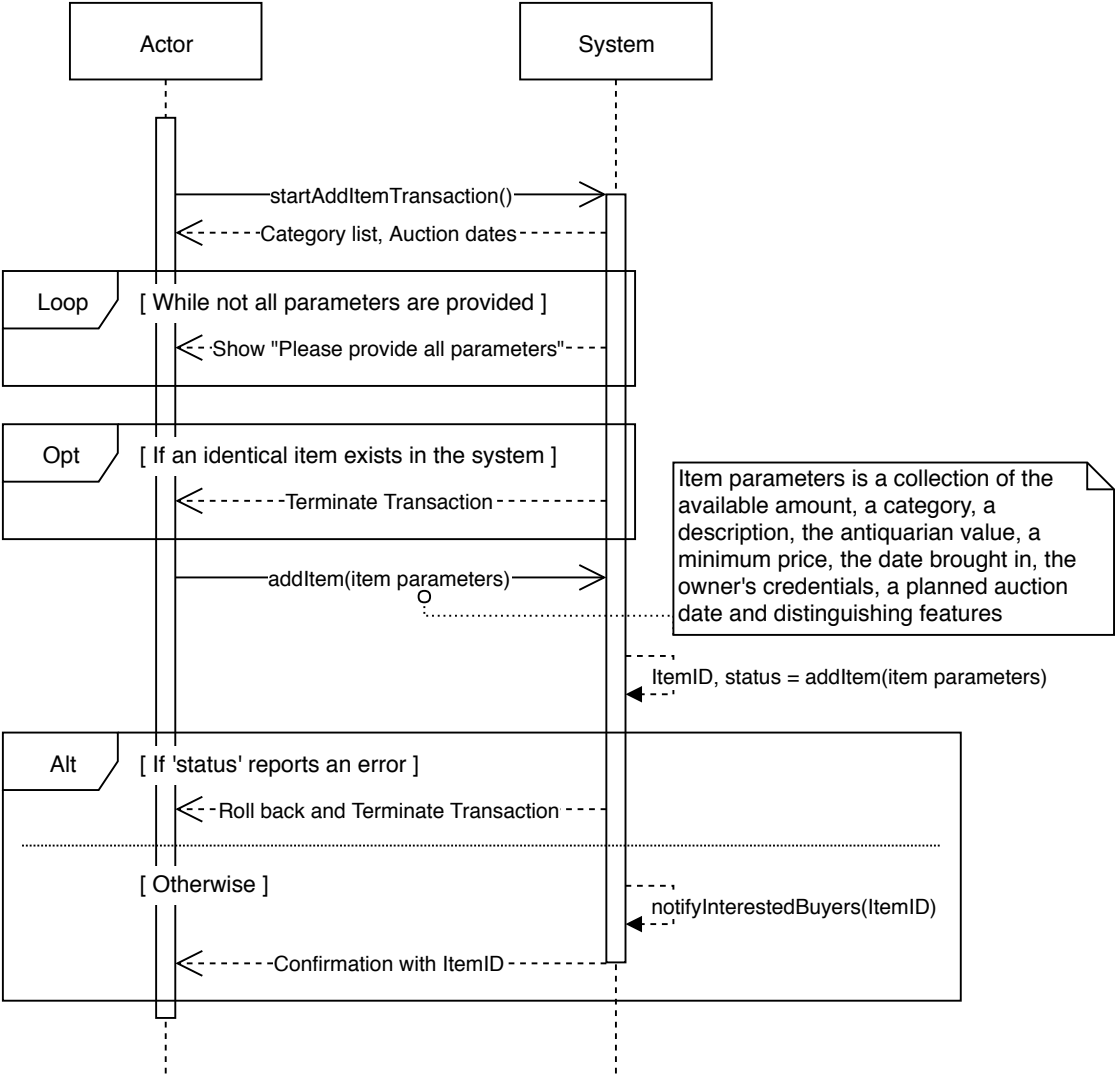 Actor
System
startAddItemTransaction()
Category list, Auction dates
Loop
[ While not all parameters are provided ]
Show "Please provide all parameters"
Opt
[ If an identical item exists in the system ]
Terminate Transaction
Item parameters is a collection of the
available amount, a category, a
description, the antiquarian value, a
minimum price, the date brought in, the
owner's credentials, a planned auction
date and distinguishing features
addItem(item parameters)
ItemID, status = addItem(item parameters)
Alt
[ If 'status' reports an error ]
Roll back and Terminate Transaction
[ Otherwise ]
notifyInterestedBuyers(ItemID)
Confirmation with ItemID